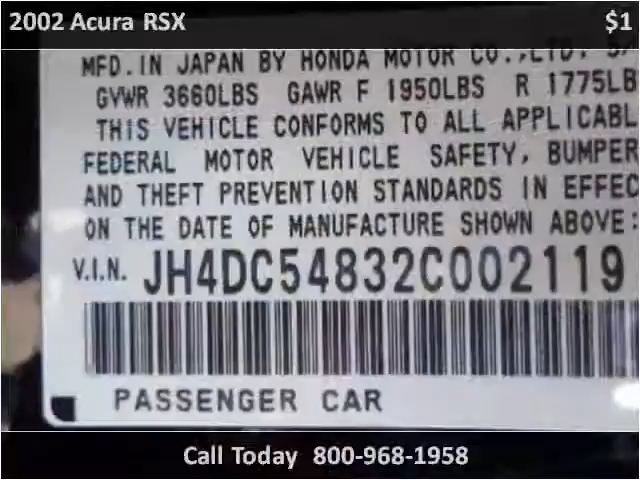 2002 Acura RSX $1
MFD. IN JAPAN BY HONDA MOTOR CO., LTD.
GVWR 3660LBS GAWR F 1950LBS R 1775LB
THIS VEHICLE CONFORMS TO ALL APPLICABL
FEDERAL MOTOR VEHICLE SAFETY, BUMPER
AND THEFT PREVENTION STANDARDS IN EFFEC
ON THE DATE OF MANUFACTURE SHOWN ABOVE:
V.I.N. JH4DC54832C002119
PASSENGER CAR
Call Today 800-968-1958